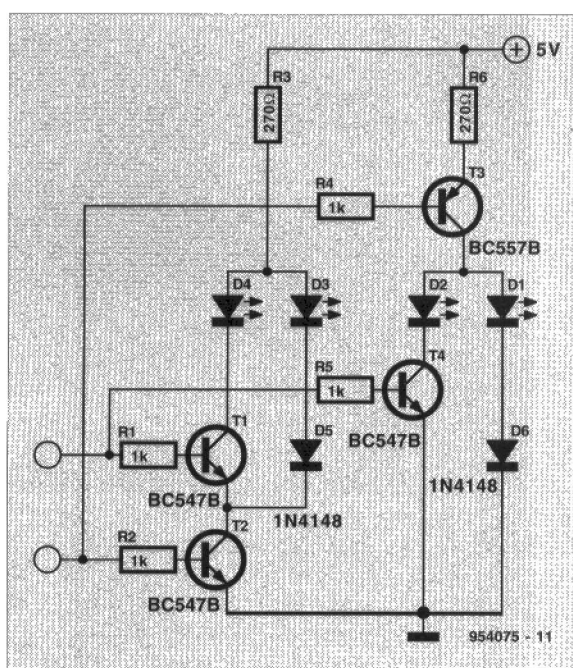 5V
R3
R6
270Ω
270Ω
T3
R4
1k
BC557B
D4
D3
D2
D1
R5
T4
1k
R1
T1
BC547B
D5
D6
1k
BC547B
1N4148
R2
T2
1N4148
1k
BC547B
954075 - 11